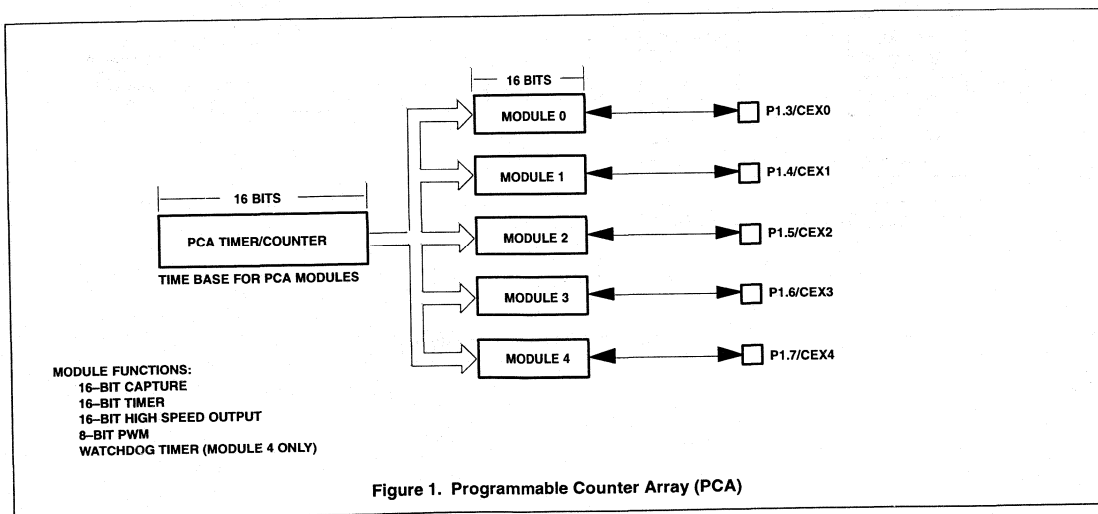 16 BITS
MODULE 0
P1.3/CEX0
MODULE 1
P1.4/CEX1
16 BITS
PCA TIMER/COUNTER
TIME BASE FOR PCA MODULES
MODULE 2
P1.5/CEX2
MODULE 3
P1.6/CEX3
MODULE 4
P1.7/CEX4
MODULE FUNCTIONS:
16–BIT CAPTURE
16–BIT TIMER
16–BIT HIGH SPEED OUTPUT
8–BIT PWM
WATCHDOG TIMER (MODULE 4 ONLY)
Figure 1. Programmable Counter Array (PCA)